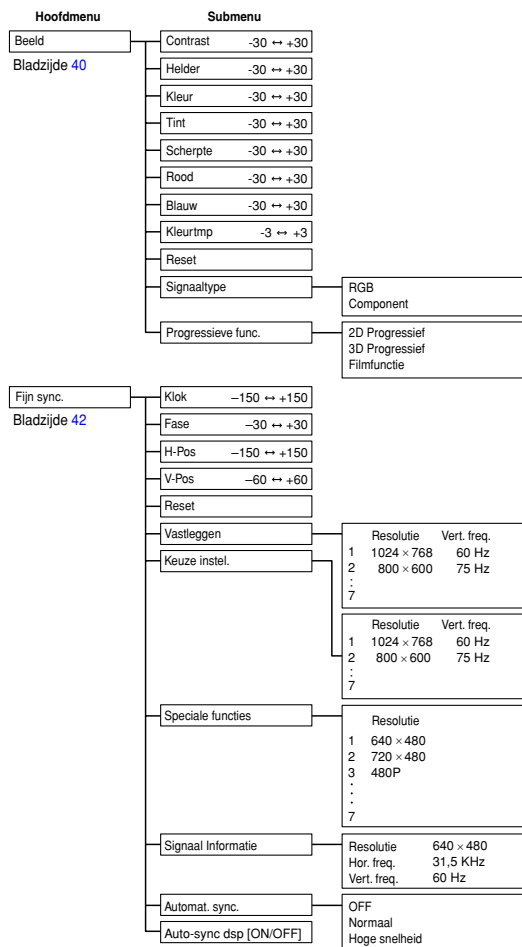 Hoofdmenu Submenu
Beeld Contrast -30 ↔ +30
Bladzijde 40
Helder -30 ↔ +30
Kleur -30 ↔ +30
Tint -30 ↔ +30
Scherpte -30 ↔ +30
Rood -30 ↔ +30
Blauw -30 ↔ +30
Kleurtmp -3 ↔ +3
Reset
Signaaltype RGB
Component
Progressieve func. 2D Progressief
3D Progressief
Filmfunctie
Fijn sync. Klok –150 ↔ +150
Bladzijde 42
Fase –30 ↔ +30
H-Pos –150 ↔ +150
V-Pos –60 ↔ +60
Reset
Vastleggen Resolutie Vert. freq.
1 1024 × 768 60 Hz
2 800 × 600 75 Hz
:
7
Keuze instel.
Resolutie Vert. freq.
1 1024 × 768 60 Hz
2 800 × 600 75 Hz
:
7
Speciale functies Resolutie
1 640 × 480
2 720 × 480
3 480P
.
.
.
7
Signaal Informatie Resolutie 640 × 480
Hor. freq. 31,5 KHz
Vert. freq. 60 Hz
Automat. sync. OFF
Normaal
Hoge snelheid
Auto-sync dsp [ON/OFF]